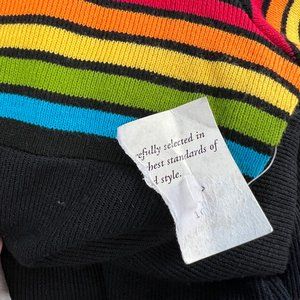 efully selected in
best standards of
d style.